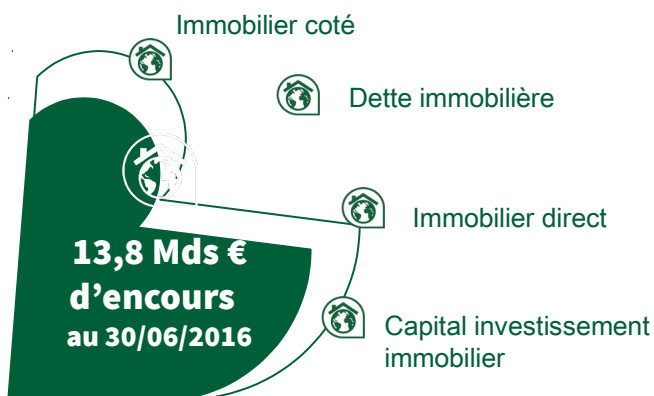 Immobilier coté
Dette immobilière
Immobilier direct
13,8 Mds €
d’encours
au 30/06/2016
Capital investissement
immobilier